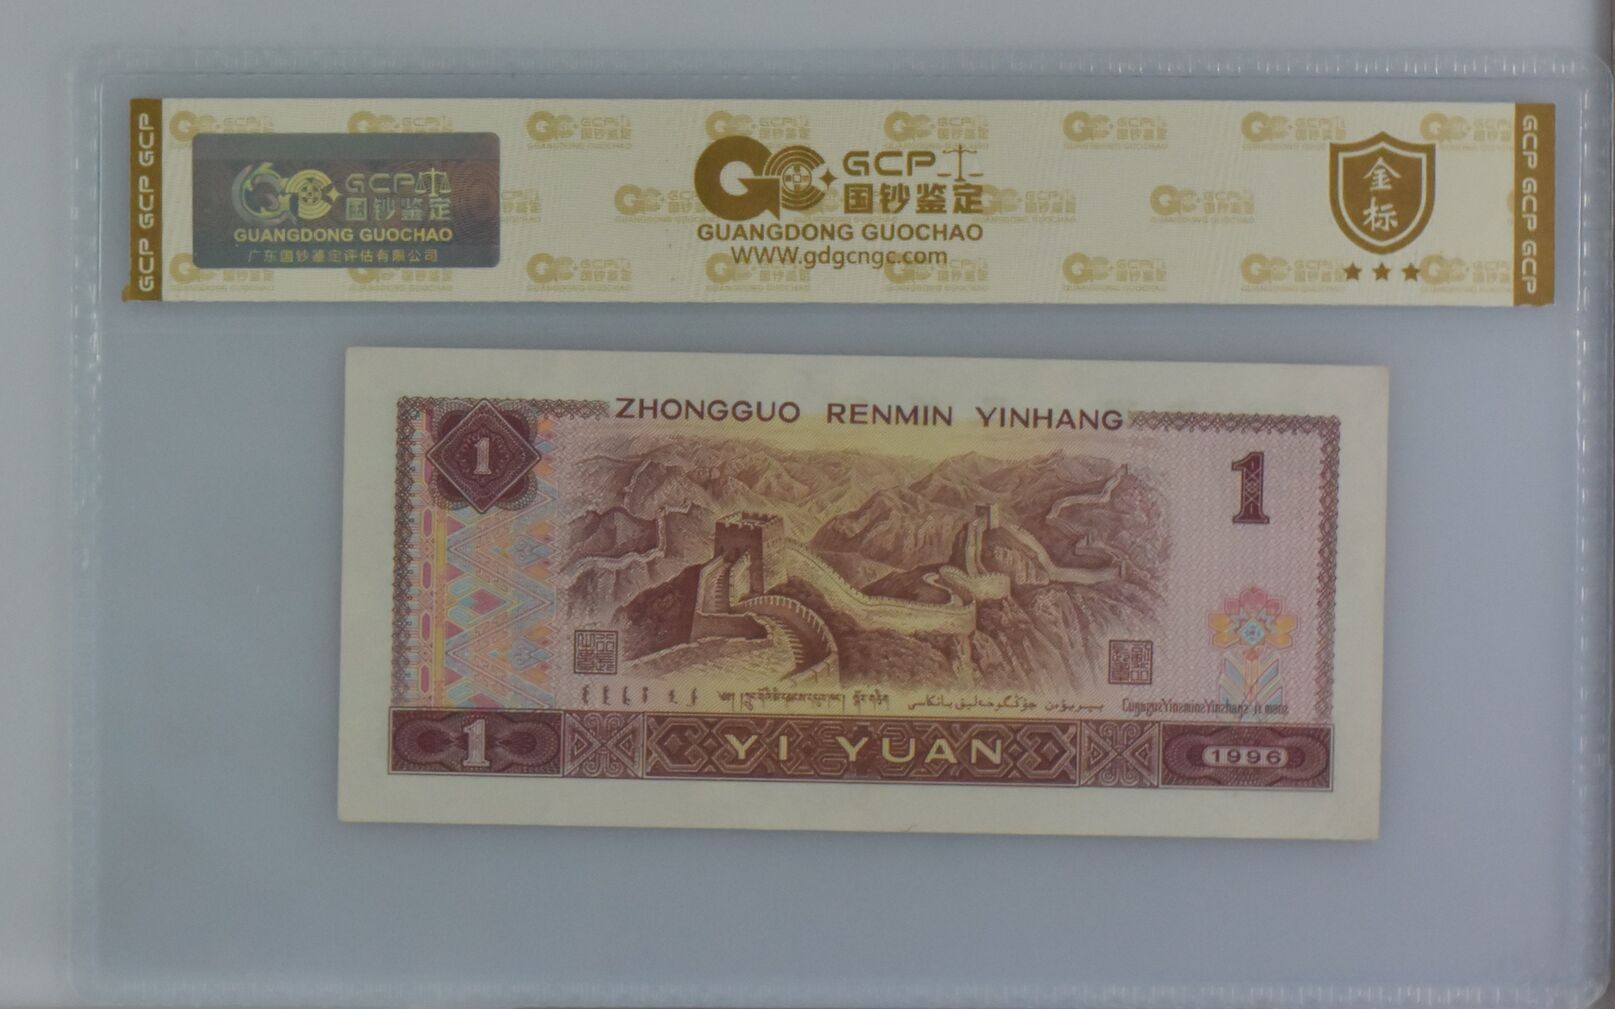 GCP GCP GCP
GCP
国钞鉴定
GUANGDONG GUOCHAO
广东国钞鉴定评估有限公司
GCP
国钞鉴定
GUANGDONG GUOCHAO
WWW.gdgcngc.com
金
标
GCP GCP GCP
ZHONGGUO RENMIN YINHANG
1
1
1
YI YUAN
1996